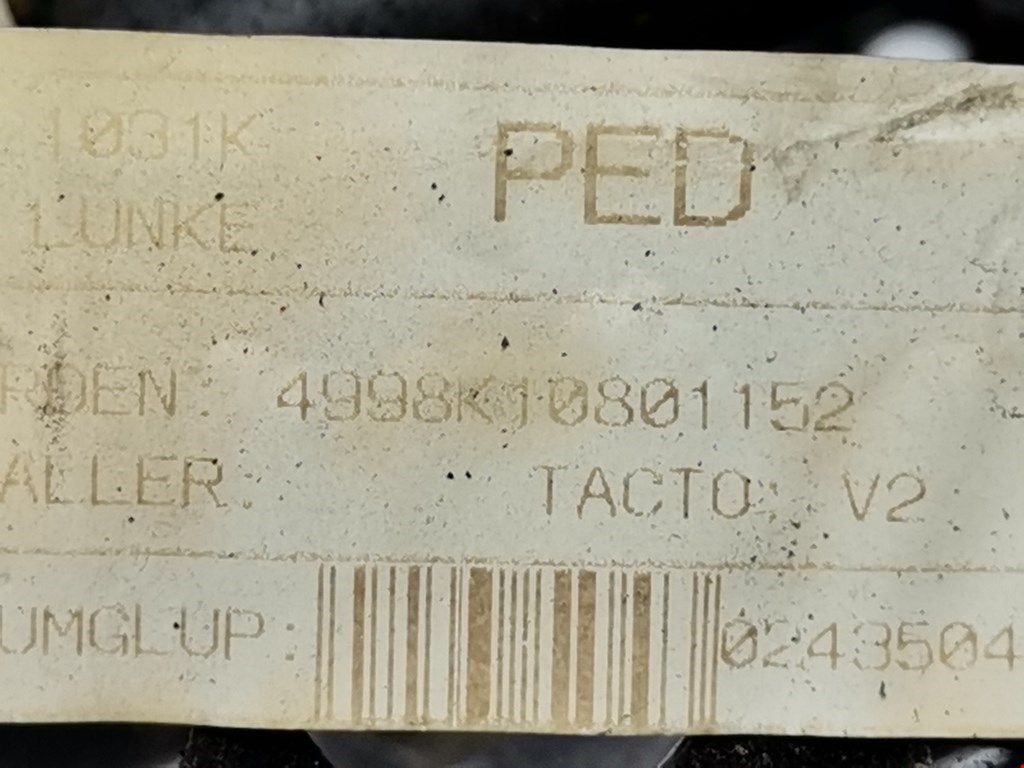 1031K PED
LUNKE
RDEN 4998K10801152
ALLER. TACTO: V2
UMGLUP: 0243504